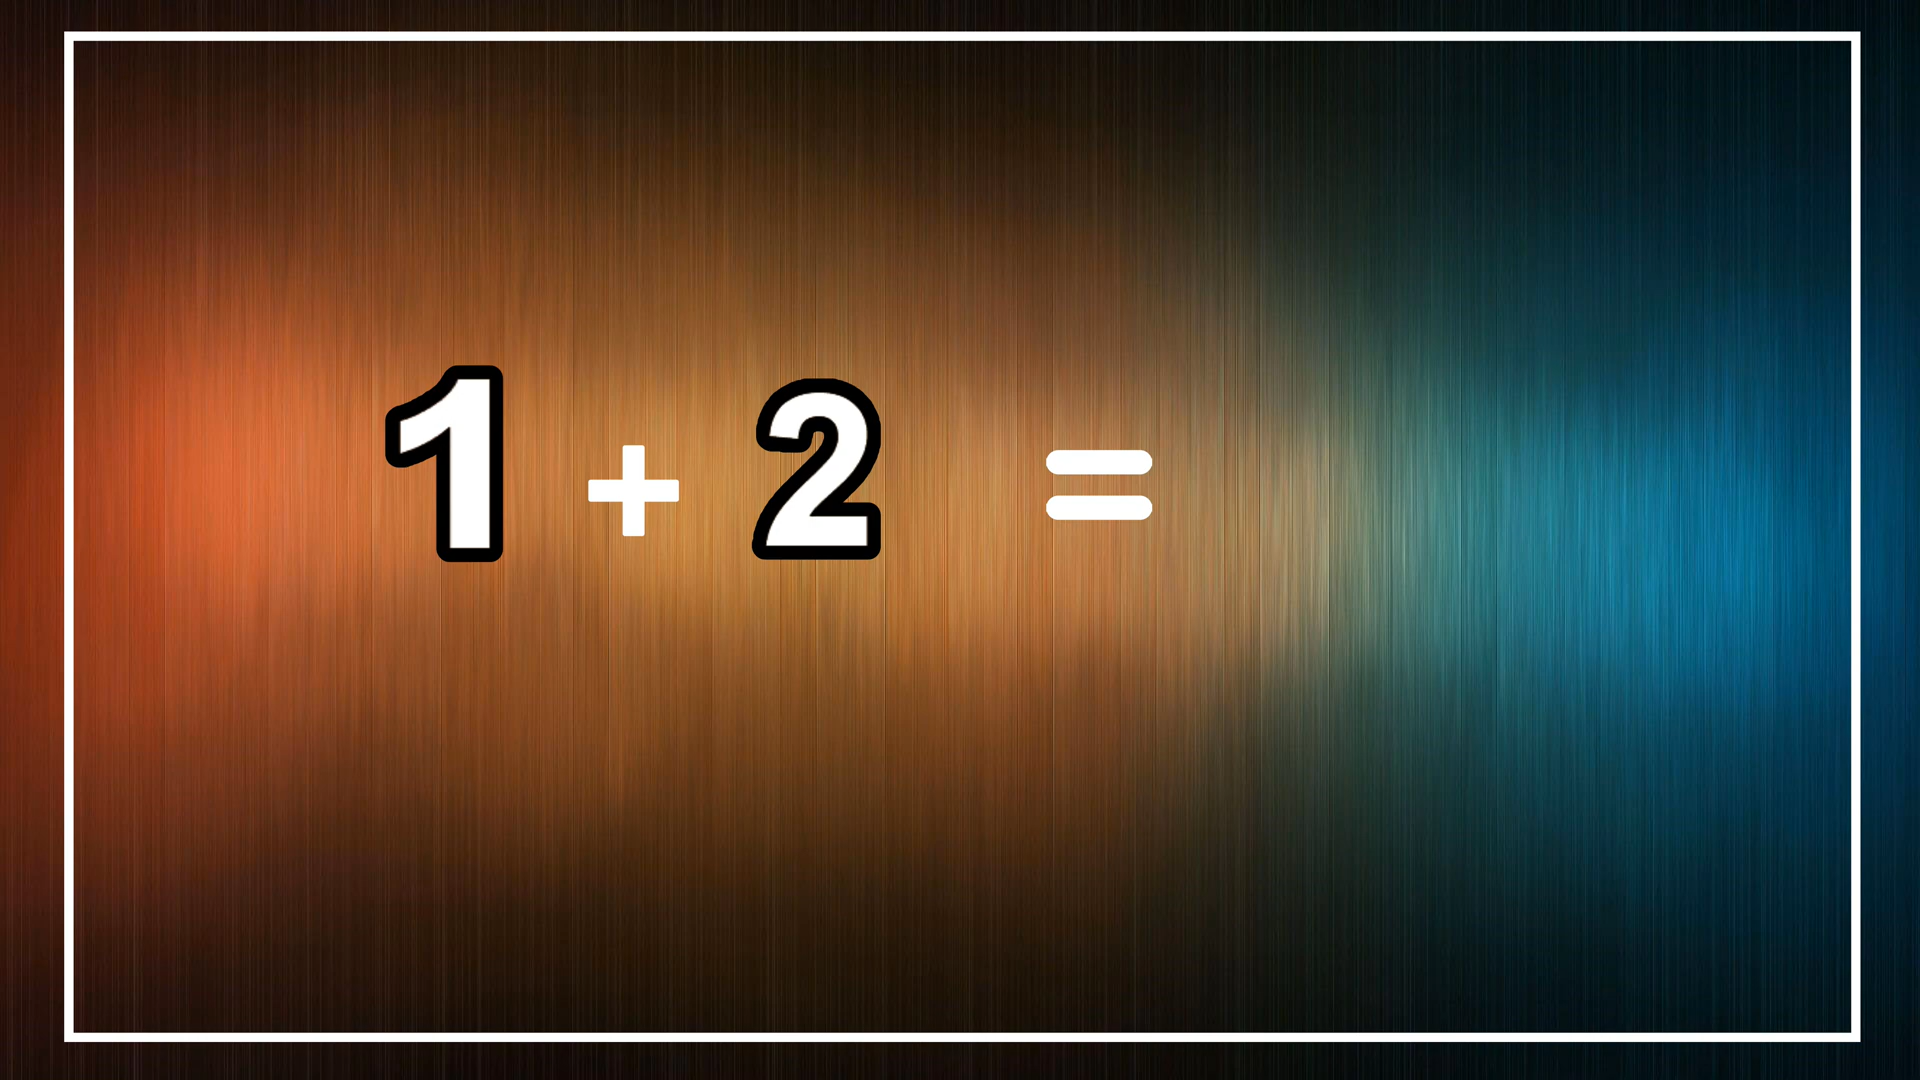 1 + 2 =